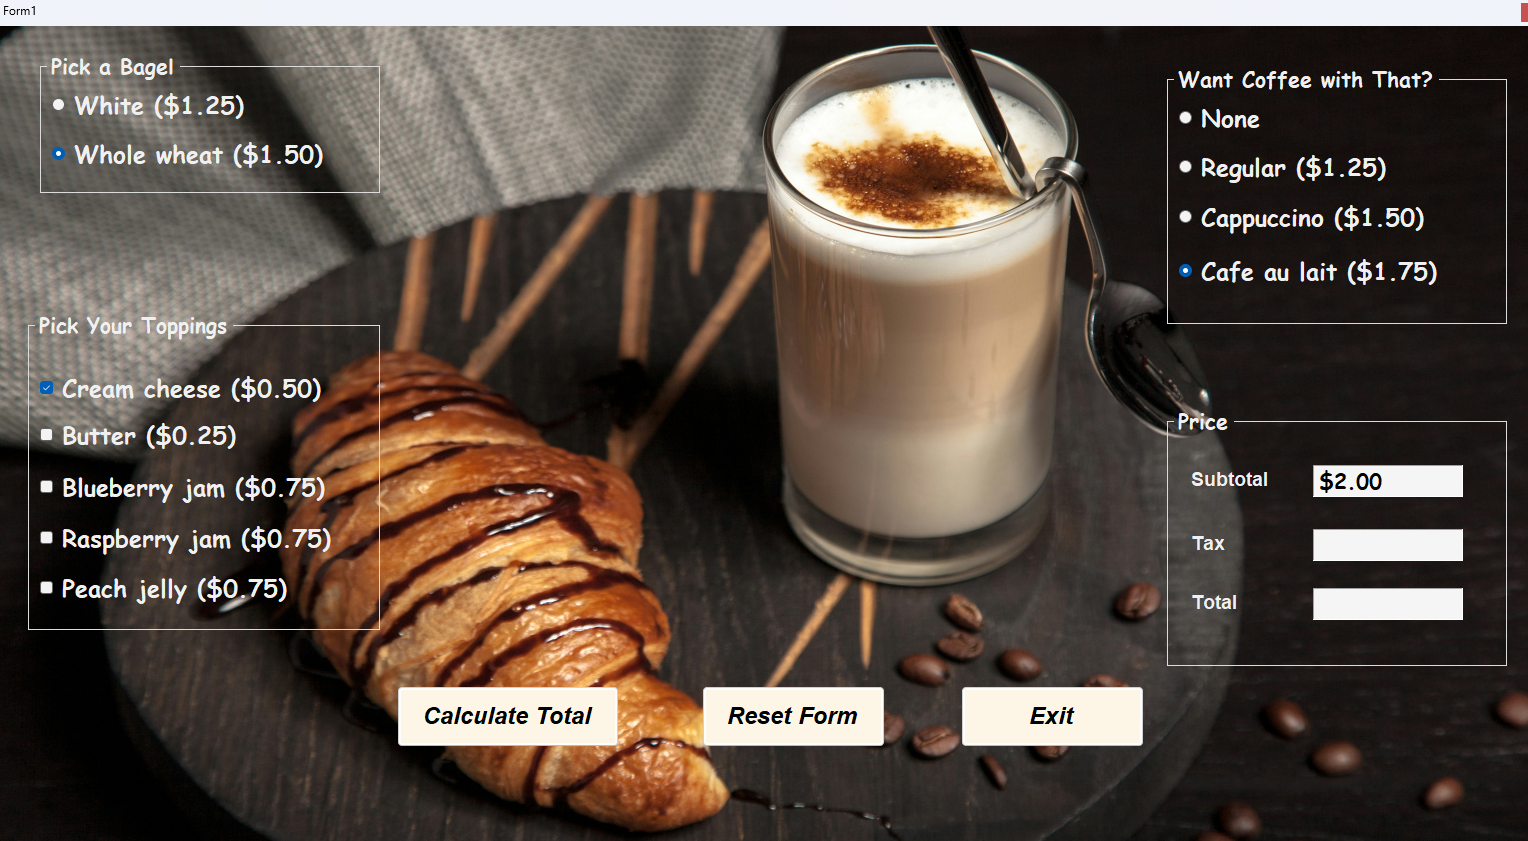 Form1
Pick a Bagel
White ($1.25)
Whole wheat ($1.50)
Pick Your Toppings
Cream cheese ($0.50)
Butter ($0.25)
Blueberry jam ($0.75)
Raspberry jam ($0.75)
Peach jelly ($0.75)
Want Coffee with That?
None
Regular ($1.25)
Cappuccino ($1.50)
Cafe au lait ($1.75)
Price
Subtotal $2.00
Tax
Total
Calculate Total Reset Form Exit